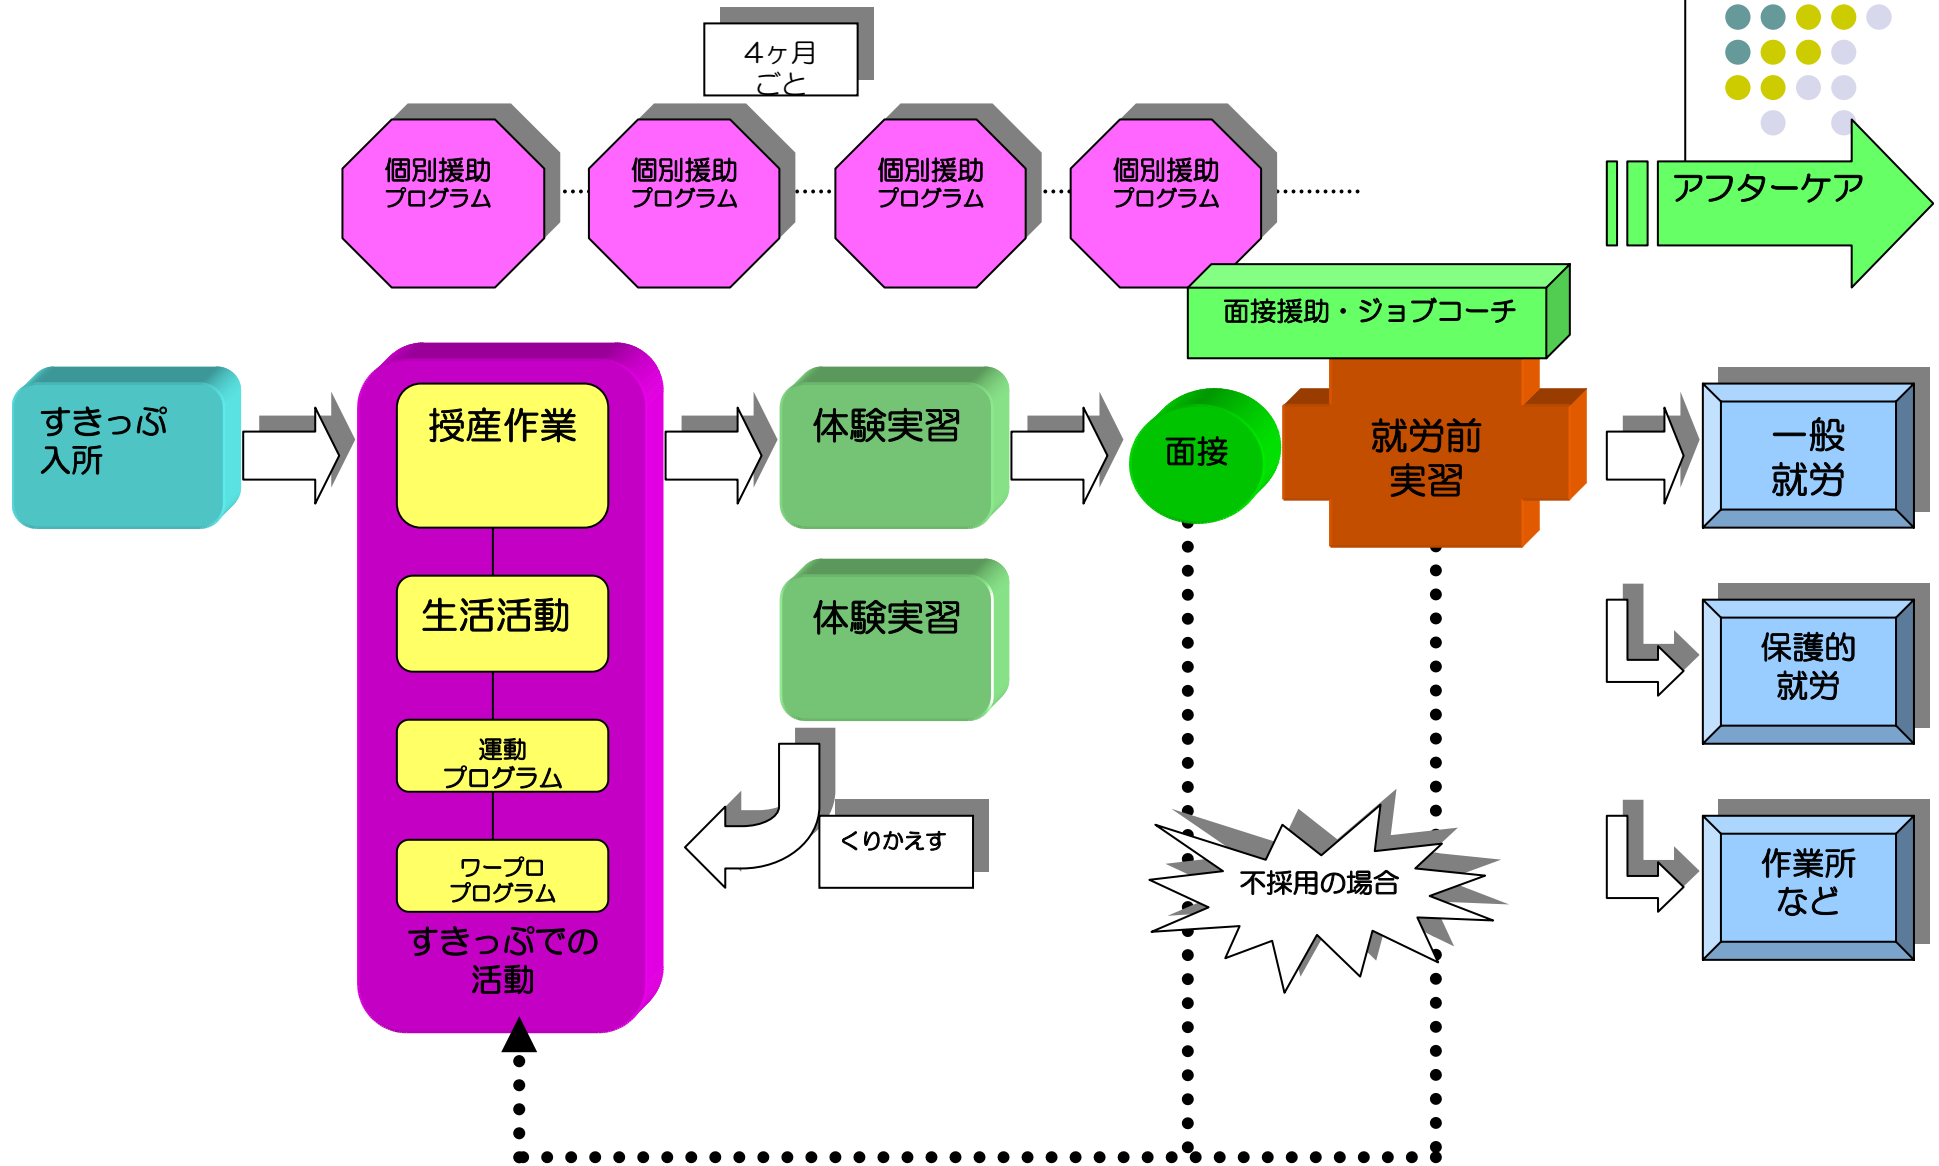 4ヶ月
ごと
個別援助
プログラム
個別援助
プログラム
個別援助
プログラム
個別援助
プログラム
アフターケア
面接援助・ジョブコーチ
すきっぷ
入所
授産作業
体験実習
面接
就労前
実習
一般
就労
生活活動
体験実習
保護的
就労
運動
プログラム
くりかえす
ワープロ
プログラム
不採用の場合
作業所
など
すきっぷでの
活動